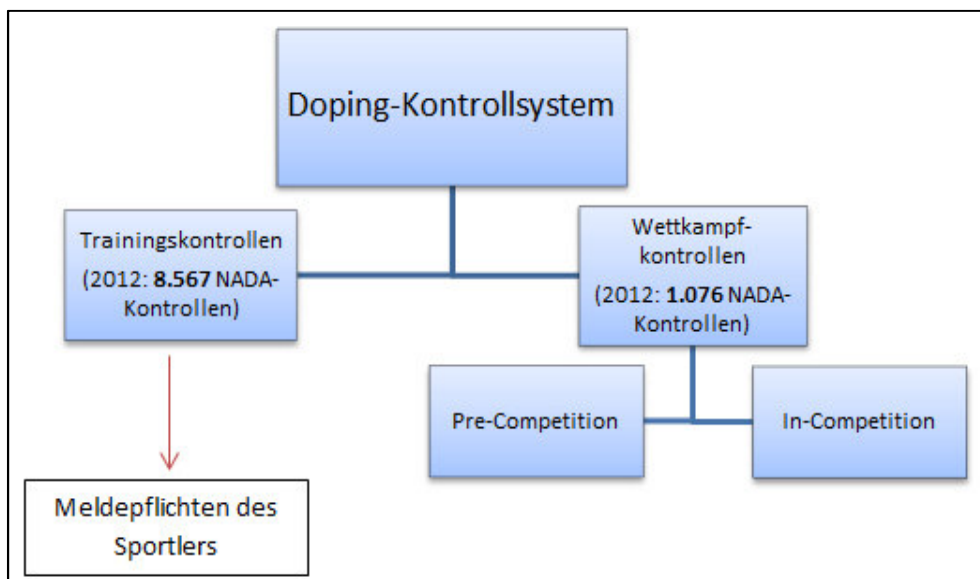 Doping-Kontrollsystem
Trainingskontrollen
(2012: 8.567 NADA-
Kontrollen)
Wettkampf-
kontrollen
(2012: 1.076 NADA-
Kontrollen)
Pre-Competition
In-Competition
Meldepflichten des
Sportlers